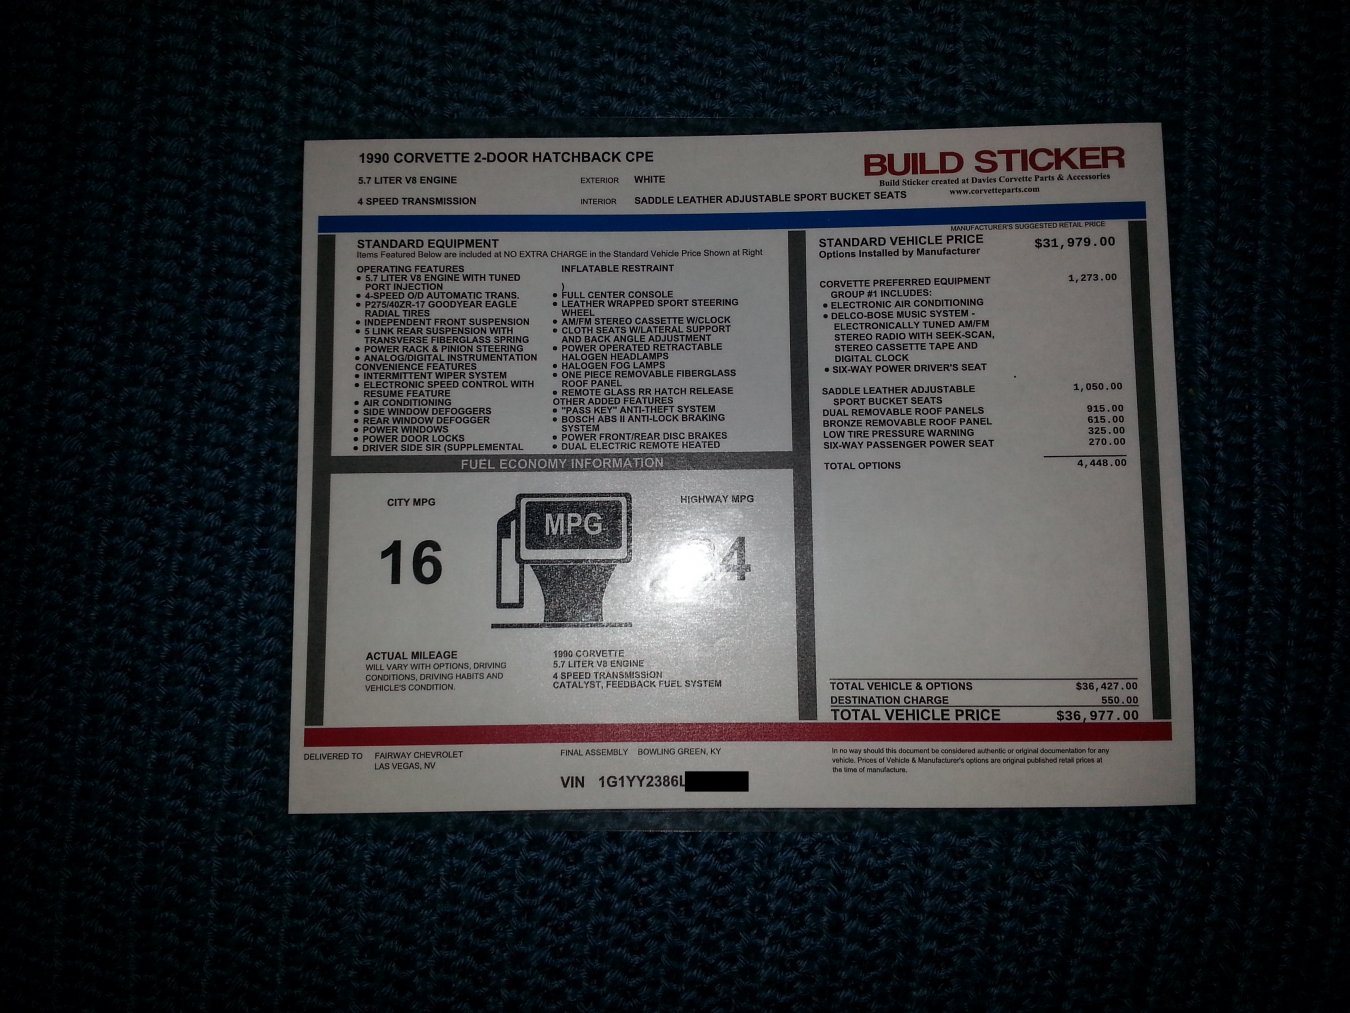 1990 CORVETTE 2-DOOR HATCHBACK CPE
5.7 LITER V8 ENGINE
EXTERIOR WHITE
4 SPEED TRANSMISSION
INTERIOR SADDLE LEATHER ADJUSTABLE SPORT BUCKET SEATS
BUILD STICKER
Build Sticker created at Davies Corvette Parts & Accessories
www.corvetteparts.com
STANDARD EQUIPMENT
Items Featured Below are included at NO EXTRA CHARGE in the Standard Vehicle Price Shown at Right
OPERATING FEATURES
• 5.7 LITER V8 ENGINE WITH TUNED
PORT INJECTION
• 4-SPEED O/D AUTOMATIC TRANS.
• P275/40ZR-17 GOODYEAR EAGLE
RADIAL TIRES
• INDEPENDENT FRONT SUSPENSION
• 5 LINK REAR SUSPENSION WITH
TRANSVERSE FIBERGLASS SPRING
• POWER RACK & PINION STEERING
• ANALOG/DIGITAL INSTRUMENTATION
CONVENIENCE FEATURES
• INTERMITTENT WIPER SYSTEM
• ELECTRONIC SPEED CONTROL WITH
RESUME FEATURE
• AIR CONDITIONING
• SIDE WINDOW DEFOGGERS
• REAR WINDOW DEFOGGER
• POWER WINDOWS
• POWER DOOR LOCKS
• DRIVER SIDE SIR (SUPPLEMENTAL
INFLATABLE RESTRAINT
)
• FULL CENTER CONSOLE
• LEATHER WRAPPED SPORT STEERING
WHEEL
• AM/FM STEREO CASSETTE W/CLOCK
• CLOTH SEATS W/LATERAL SUPPORT
AND BACK ANGLE ADJUSTMENT
• POWER OPERATED RETRACTABLE
HALOGEN HEADLAMPS
• HALOGEN FOG LAMPS
• ONE PIECE REMOVABLE FIBERGLASS
ROOF PANEL
• REMOTE GLASS RR HATCH RELEASE
OTHER ADDED FEATURES
• "PASS KEY" ANTI-THEFT SYSTEM
• BOSCH ABS II ANTI-LOCK BRAKING
SYSTEM
• POWER FRONT/REAR DISC BRAKES
• DUAL ELECTRIC REMOTE HEATED
MANUFACTURER'S SUGGESTED RETAIL PRICE
STANDARD VEHICLE PRICE $31,979.00
Options Installed by Manufacturer
CORVETTE PREFERRED EQUIPMENT 1,273.00
GROUP #1 INCLUDES:
• ELECTRONIC AIR CONDITIONING
• DELCO-BOSE MUSIC SYSTEM -
ELECTRONICALLY TUNED AM/FM
STEREO RADIO WITH SEEK-SCAN,
STEREO CASSETTE TAPE AND
DIGITAL CLOCK
• SIX-WAY POWER DRIVER'S SEAT
SADDLE LEATHER ADJUSTABLE 1,050.00
SPORT BUCKET SEATS
DUAL REMOVABLE ROOF PANELS 915.00
BRONZE REMOVABLE ROOF PANEL 615.00
LOW TIRE PRESSURE WARNING 325.00
SIX-WAY PASSENGER POWER SEAT 270.00
TOTAL OPTIONS 4,448.00
FUEL ECONOMY INFORMATION
CITY MPG
16
MPG
HIGHWAY MPG
24
ACTUAL MILEAGE
WILL VARY WITH OPTIONS, DRIVING
CONDITIONS, DRIVING HABITS AND
VEHICLE'S CONDITION.
1990 CORVETTE
5.7 LITER V8 ENGINE
4 SPEED TRANSMISSION
CATALYST, FEEDBACK FUEL SYSTEM
TOTAL VEHICLE & OPTIONS $36,427.00
DESTINATION CHARGE 550.00
TOTAL VEHICLE PRICE $36,977.00
DELIVERED TO FAIRWAY CHEVROLET
LAS VEGAS, NV
FINAL ASSEMBLY BOWLING GREEN, KY
VIN 1G1YY2386L
In no way should this document be considered authentic or original documentation for any
vehicle. Prices of Vehicle & Manufacturer's options are original published retail prices at
the time of manufacture.